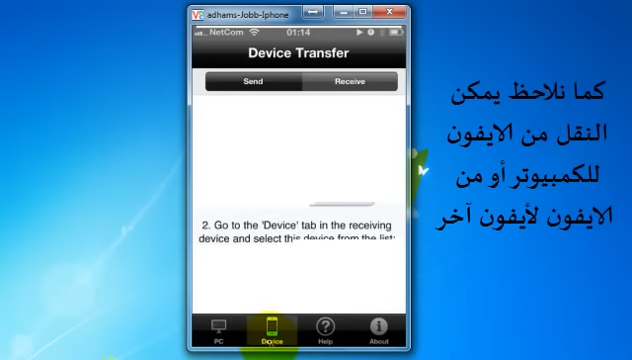 adhams-Jobb-Iphone
NetCom
01:14
Device Transfer
Send
Receive
2. Go to the 'Device' tab in the receiving
device and select this device from the list:
PC
Device
Help
About
كما نلاحظ يمكن
النقل من الايفون
للكمبيوتر أو من
الايفون لأيفون آخر